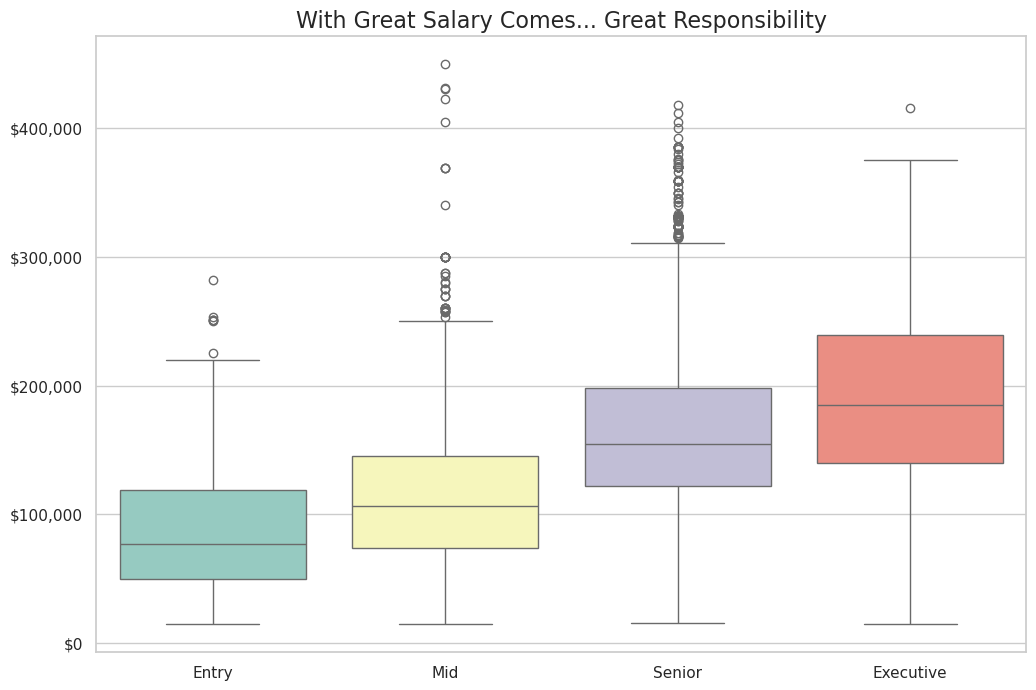 With Great Salary Comes... Great Responsibility
$400,000
$300,000
$200,000
$100,000
$0
Entry
Mid
Senior
Executive